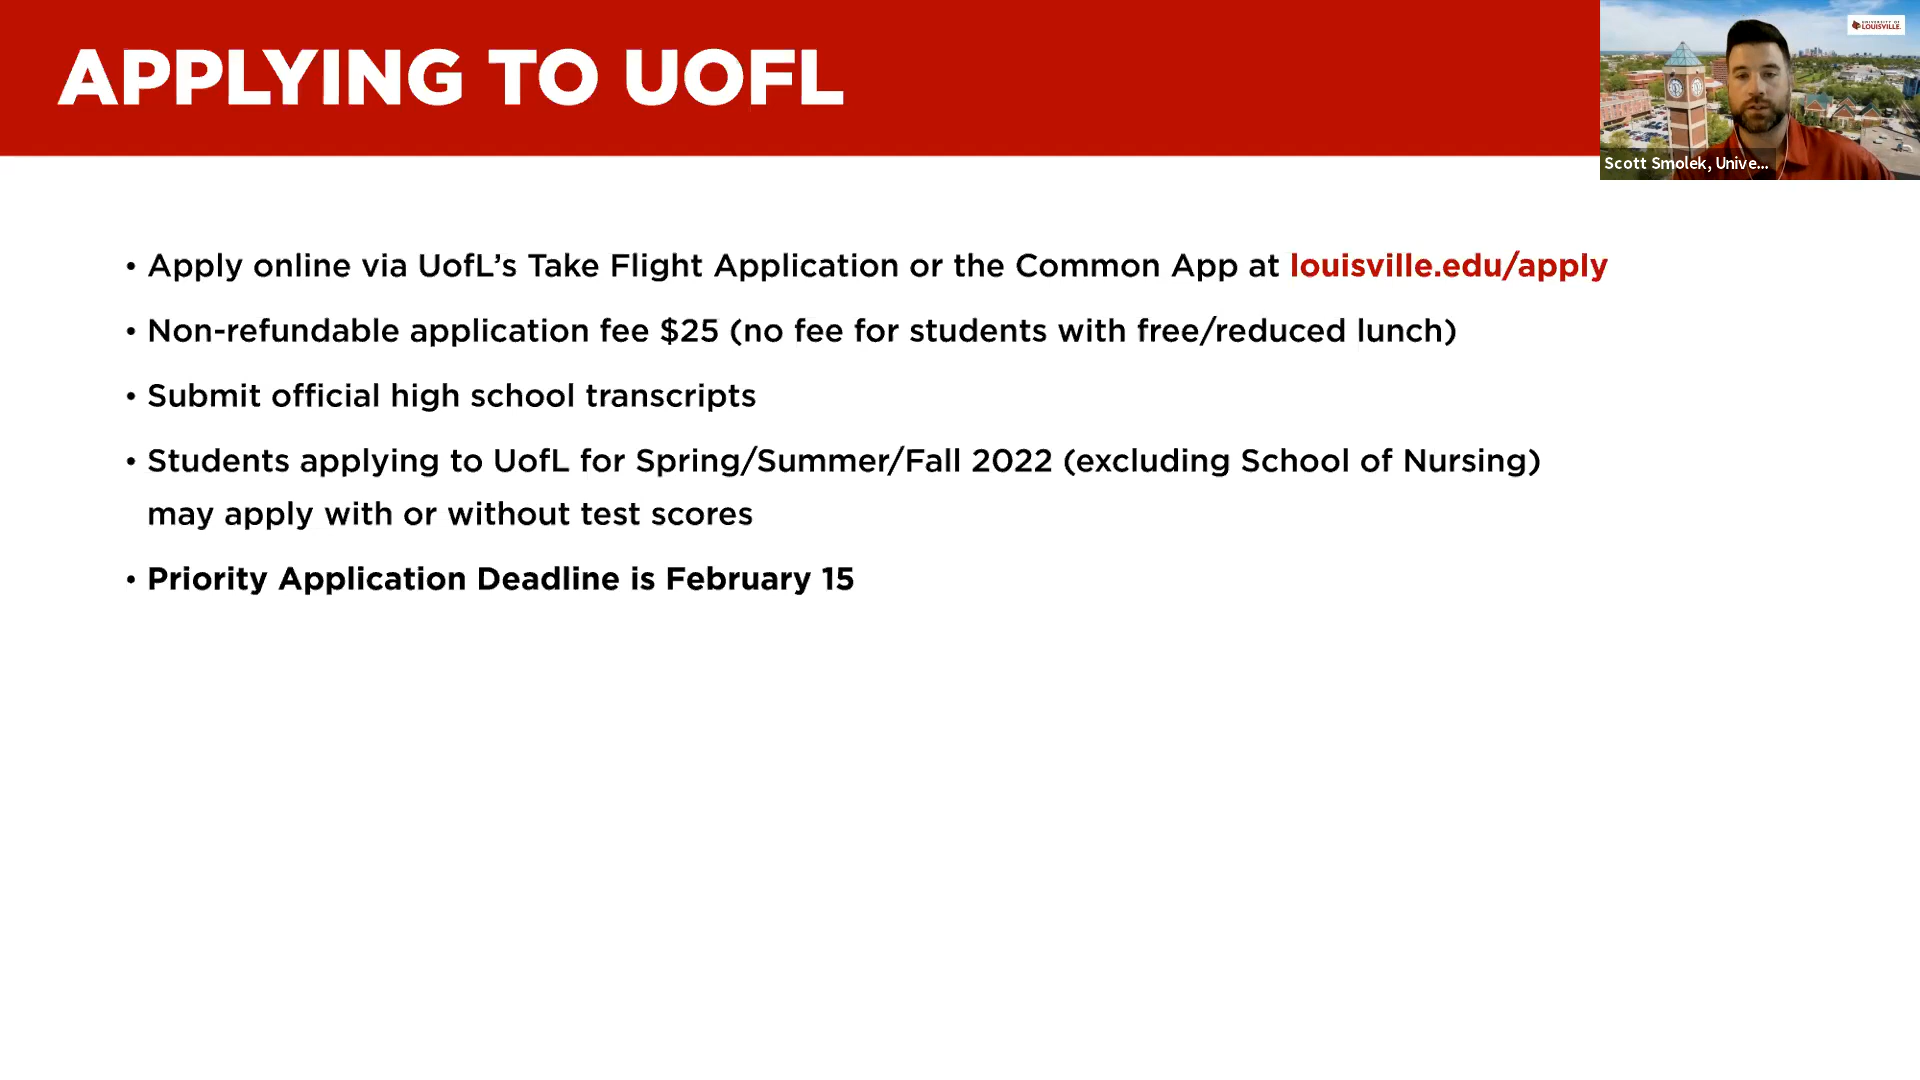 APPLYING TO UOFL
UNIVERSITY OF
LOUISVILLE.
Scott Smolek, Unive...
• Apply online via UofL’s Take Flight Application or the Common App at louisville.edu/apply
• Non-refundable application fee $25 (no fee for students with free/reduced lunch)
• Submit official high school transcripts
• Students applying to UofL for Spring/Summer/Fall 2022 (excluding School of Nursing)
may apply with or without test scores
• Priority Application Deadline is February 15